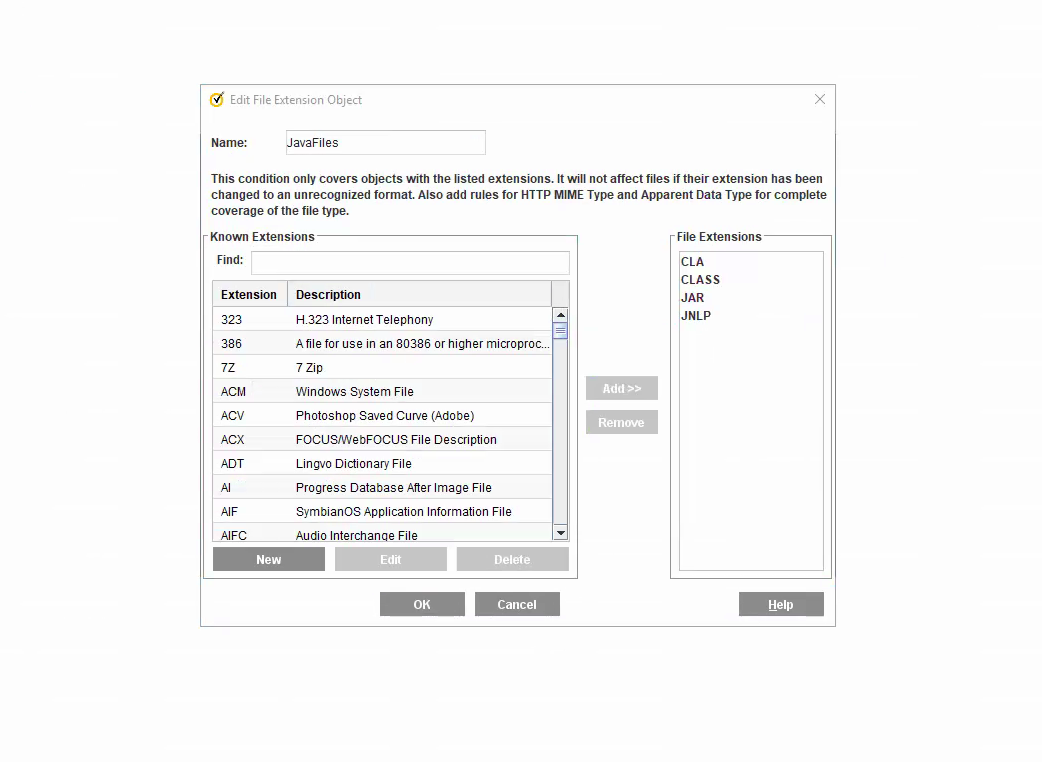 Edit File Extension Object
Name: JavaFiles
This condition only covers objects with the listed extensions. It will not affect files if their extension has been
changed to an unrecognized format. Also add rules for HTTP MIME Type and Apparent Data Type for complete
coverage of the file type.
Known Extensions
Find:
Extension Description
323 H.323 Internet Telephony
386 A file for use in an 80386 or higher microproc...
7Z 7 Zip
ACM Windows System File
ACV Photoshop Saved Curve (Adobe)
ACX FOCUS/WebFOCUS File Description
ADT Lingvo Dictionary File
AI Progress Database After Image File
AIF SymbianOS Application Information File
AIFC Audio Interchange File
New Edit Delete
Add >>
Remove
File Extensions
CLA
CLASS
JAR
JNLP
OK Cancel Help